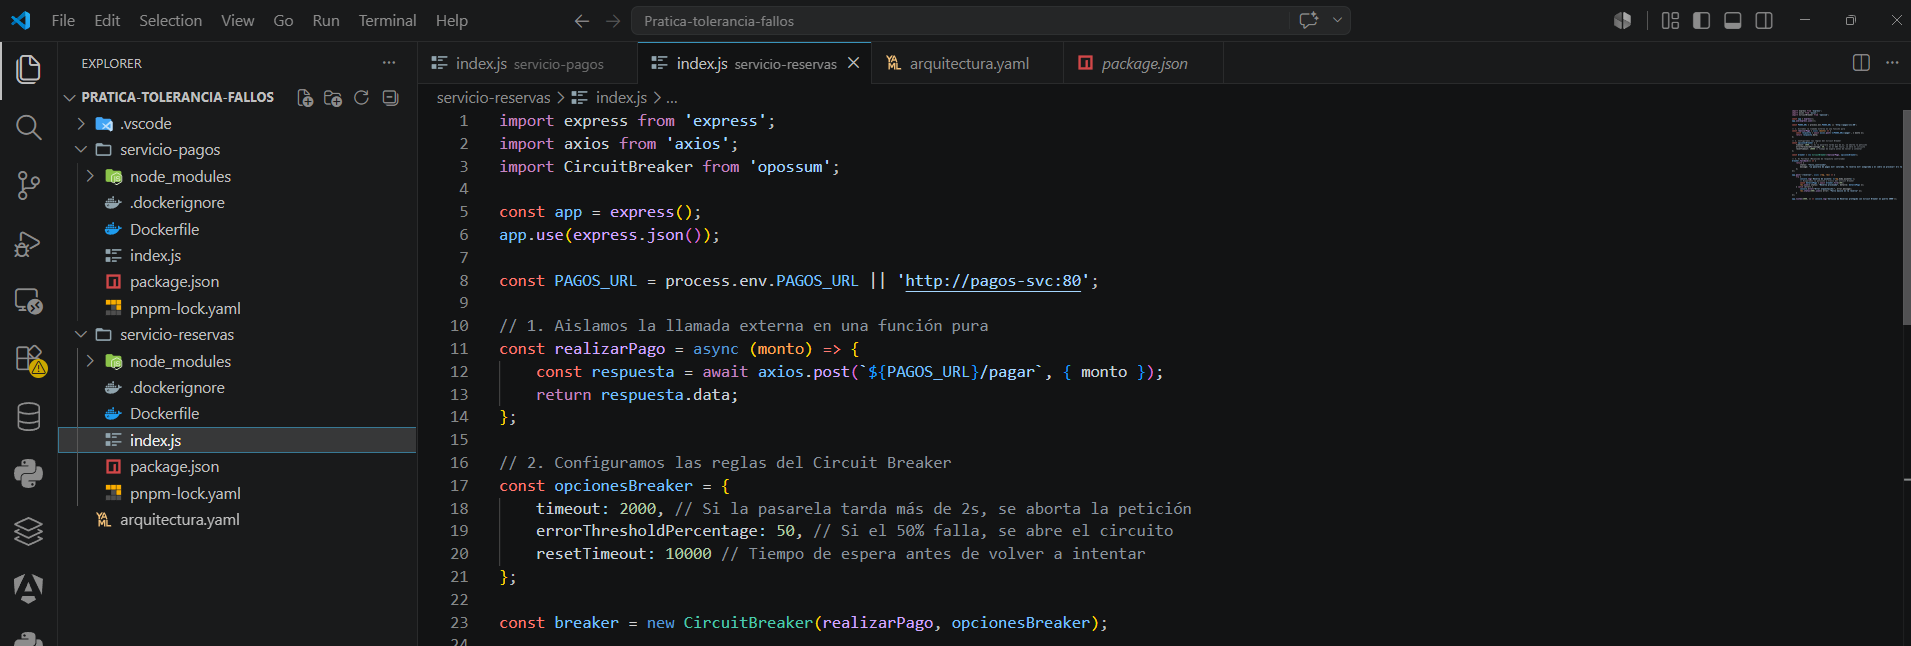 File Edit Selection View Go Run Terminal Help
Pratica-tolerancia-fallos
EXPLORER
PRATICA-TOLERANCIA-FALLOS
.vscode
servicio-pagos
node_modules
.dockerignore
Dockerfile
index.js
package.json
pnpm-lock.yaml
servicio-reservas
node_modules
.dockerignore
Dockerfile
index.js
package.json
pnpm-lock.yaml
arquitectura.yaml
index.js servicio-pagos
index.js servicio-reservas
arquitectura.yaml
package.json
servicio-reservas > index.js > ...
1 import express from 'express';
2 import axios from 'axios';
3 import CircuitBreaker from 'opossum';
4
5 const app = express();
6 app.use(express.json());
7
8 const PAGOS_URL = process.env.PAGOS_URL || 'http://pagos-svc:80';
9
10 // 1. Aislamos la llamada externa en una función pura
11 const realizarPago = async (monto) => {
12 const respuesta = await axios.post(`${PAGOS_URL}/pagar`, { monto });
13 return respuesta.data;
14 };
15
16 // 2. Configuramos las reglas del Circuit Breaker
17 const opcionesBreaker = {
18 timeout: 2000, // Si la pasarela tarda más de 2s, se aborta la petición
19 errorThresholdPercentage: 50, // Si el 50% falla, se abre el circuito
20 resetTimeout: 10000 // Tiempo de espera antes de volver a intentar
21 };
22
23 const breaker = new CircuitBreaker(realizarPago, opcionesBreaker);
24